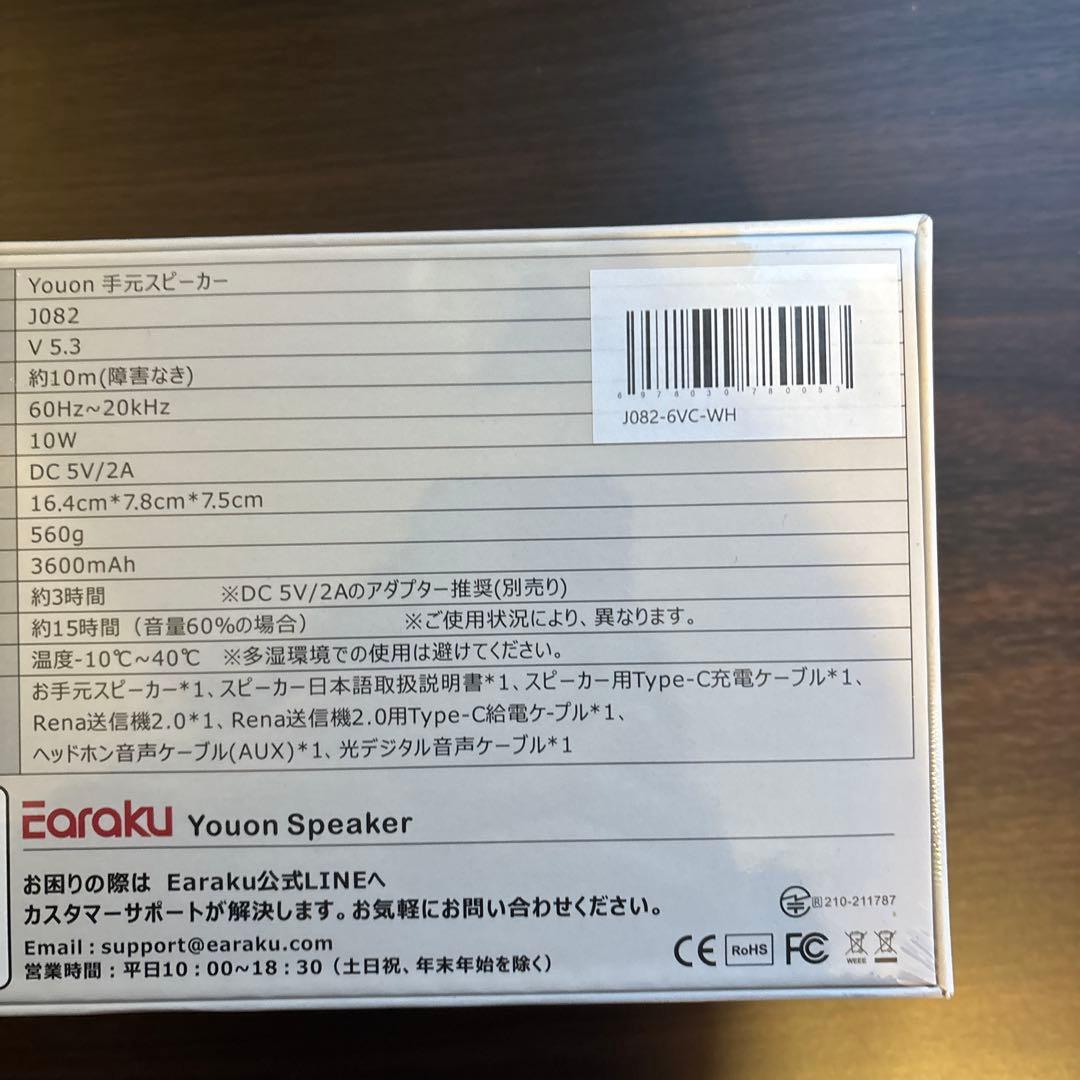 Youon 手元スピーカー
J082
V 5.3
約10m(障害なき)
60Hz~20kHz
10W
DC 5V/2A
16.4cm*7.8cm*7.5cm
560g
3600mAh
約3時間 ※DC 5V/2Aのアダプター推奨(別売り)
約15時間（音量60%の場合） ※ご使用状況により、異なります。
温度-10℃~40℃ ※多湿環境での使用は避けてください。
お手元スピーカー*1、スピーカー日本語取扱説明書*1、スピーカー用Type-C充電ケーブル*1、
Rena送信機2.0*1、Rena送信機2.0用Type-C給電ケ-プル*1、
ヘッドホン音声ケーブル(AUX)*1、光デジタル音声ケーブル*1
6 978030 780053
J082-6VC-WH
Earaku Youon Speaker
お困りの際は Earaku公式LINEへ
カスタマーサポートが解決します。お気軽にお問い合わせください。
Email : support@earaku.com
営業時間：平日10：00~18：30（土日祝、年末年始を除く）
R 210-211787
CE RoHS FC WEEE